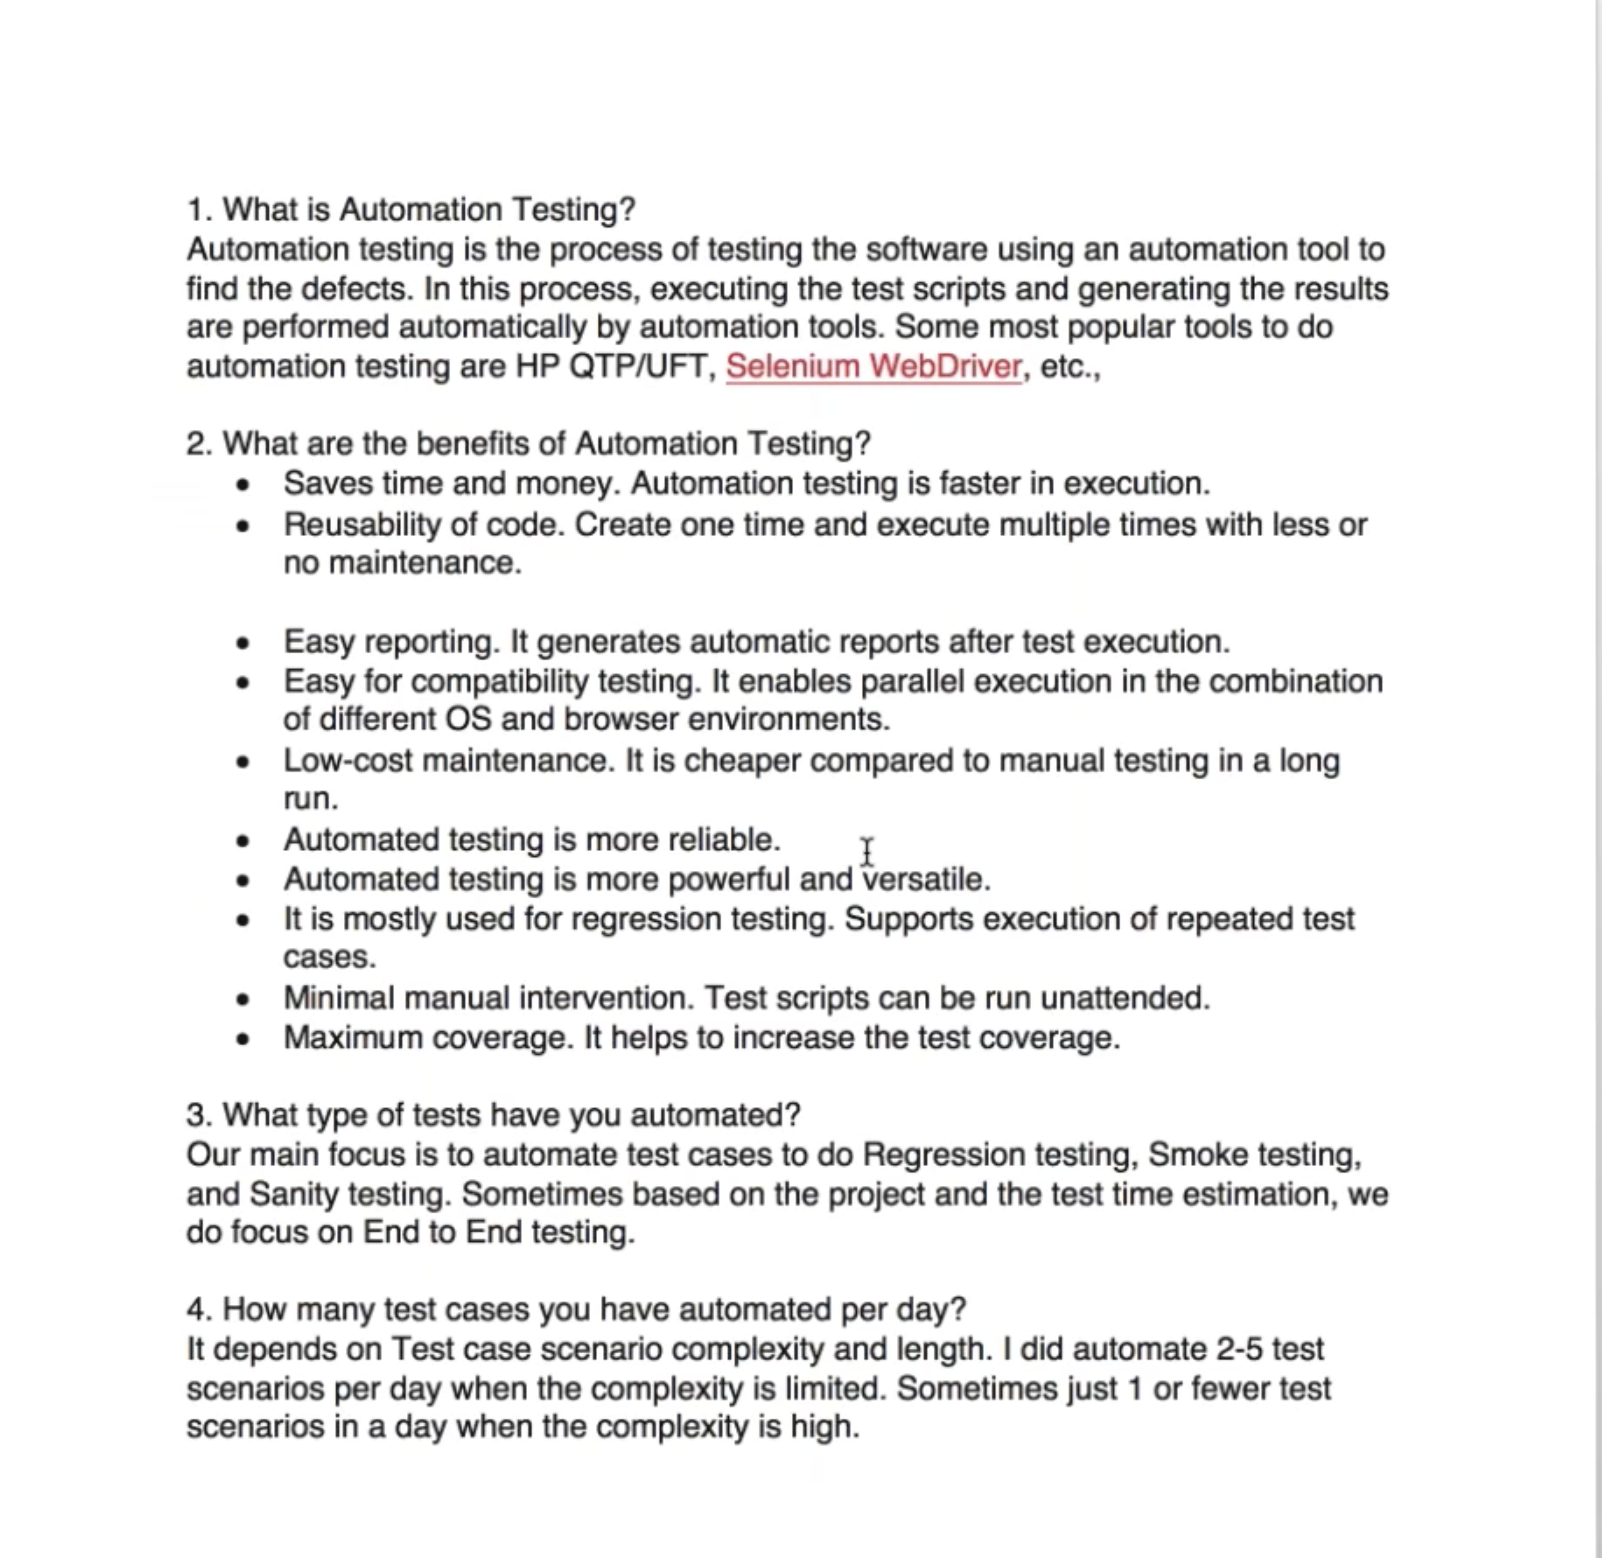 1. What is Automation Testing?
Automation testing is the process of testing the software using an automation tool to
find the defects. In this process, executing the test scripts and generating the results
are performed automatically by automation tools. Some most popular tools to do
automation testing are HP QTP/UFT, Selenium WebDriver, etc.,
2. What are the benefits of Automation Testing?
• Saves time and money. Automation testing is faster in execution.
• Reusability of code. Create one time and execute multiple times with less or
no maintenance.
• Easy reporting. It generates automatic reports after test execution.
• Easy for compatibility testing. It enables parallel execution in the combination
of different OS and browser environments.
• Low-cost maintenance. It is cheaper compared to manual testing in a long
run.
• Automated testing is more reliable.
• Automated testing is more powerful and versatile.
• It is mostly used for regression testing. Supports execution of repeated test
cases.
• Minimal manual intervention. Test scripts can be run unattended.
• Maximum coverage. It helps to increase the test coverage.
3. What type of tests have you automated?
Our main focus is to automate test cases to do Regression testing, Smoke testing,
and Sanity testing. Sometimes based on the project and the test time estimation, we
do focus on End to End testing.
4. How many test cases you have automated per day?
It depends on Test case scenario complexity and length. I did automate 2-5 test
scenarios per day when the complexity is limited. Sometimes just 1 or fewer test
scenarios in a day when the complexity is high.